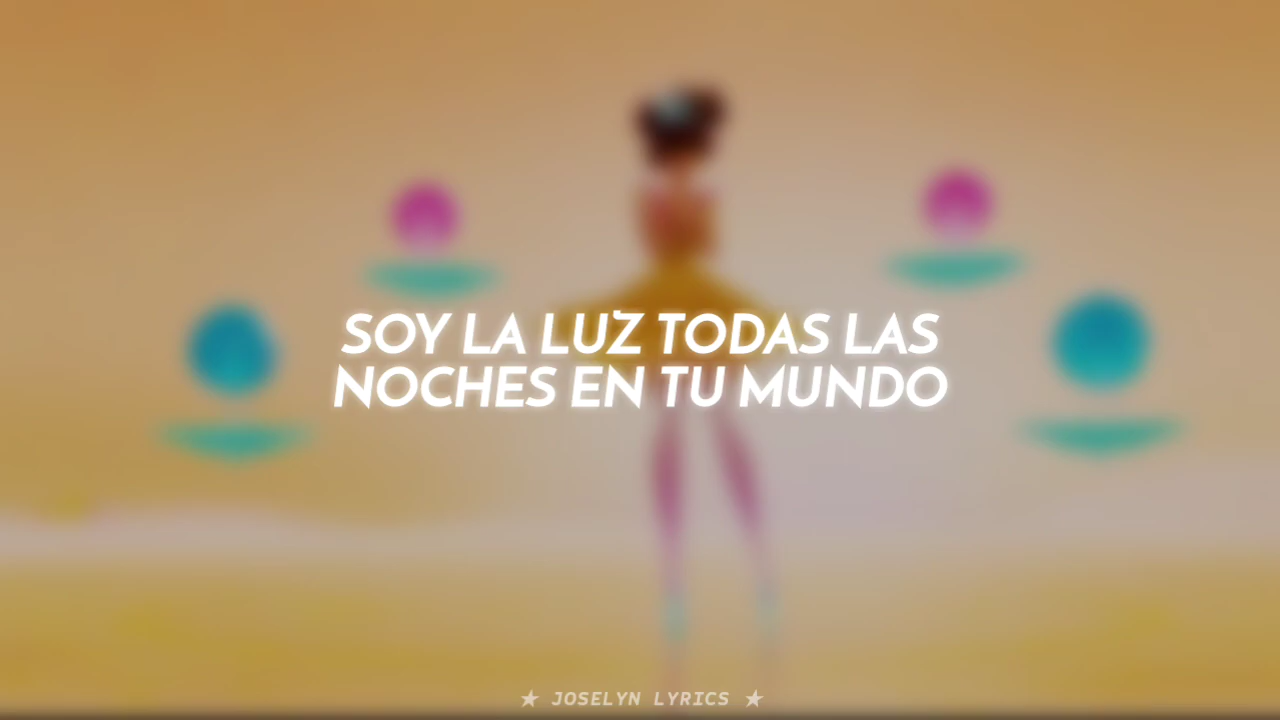 SOY LA LUZ TODAS LAS
NOCHES EN TU MUNDO
★ JOSELYN LYRICS ★